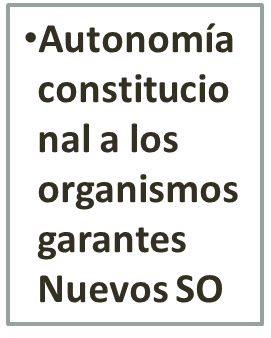 •Autonomía
constitucio
nal a los
organismos
garantes
Nuevos SO